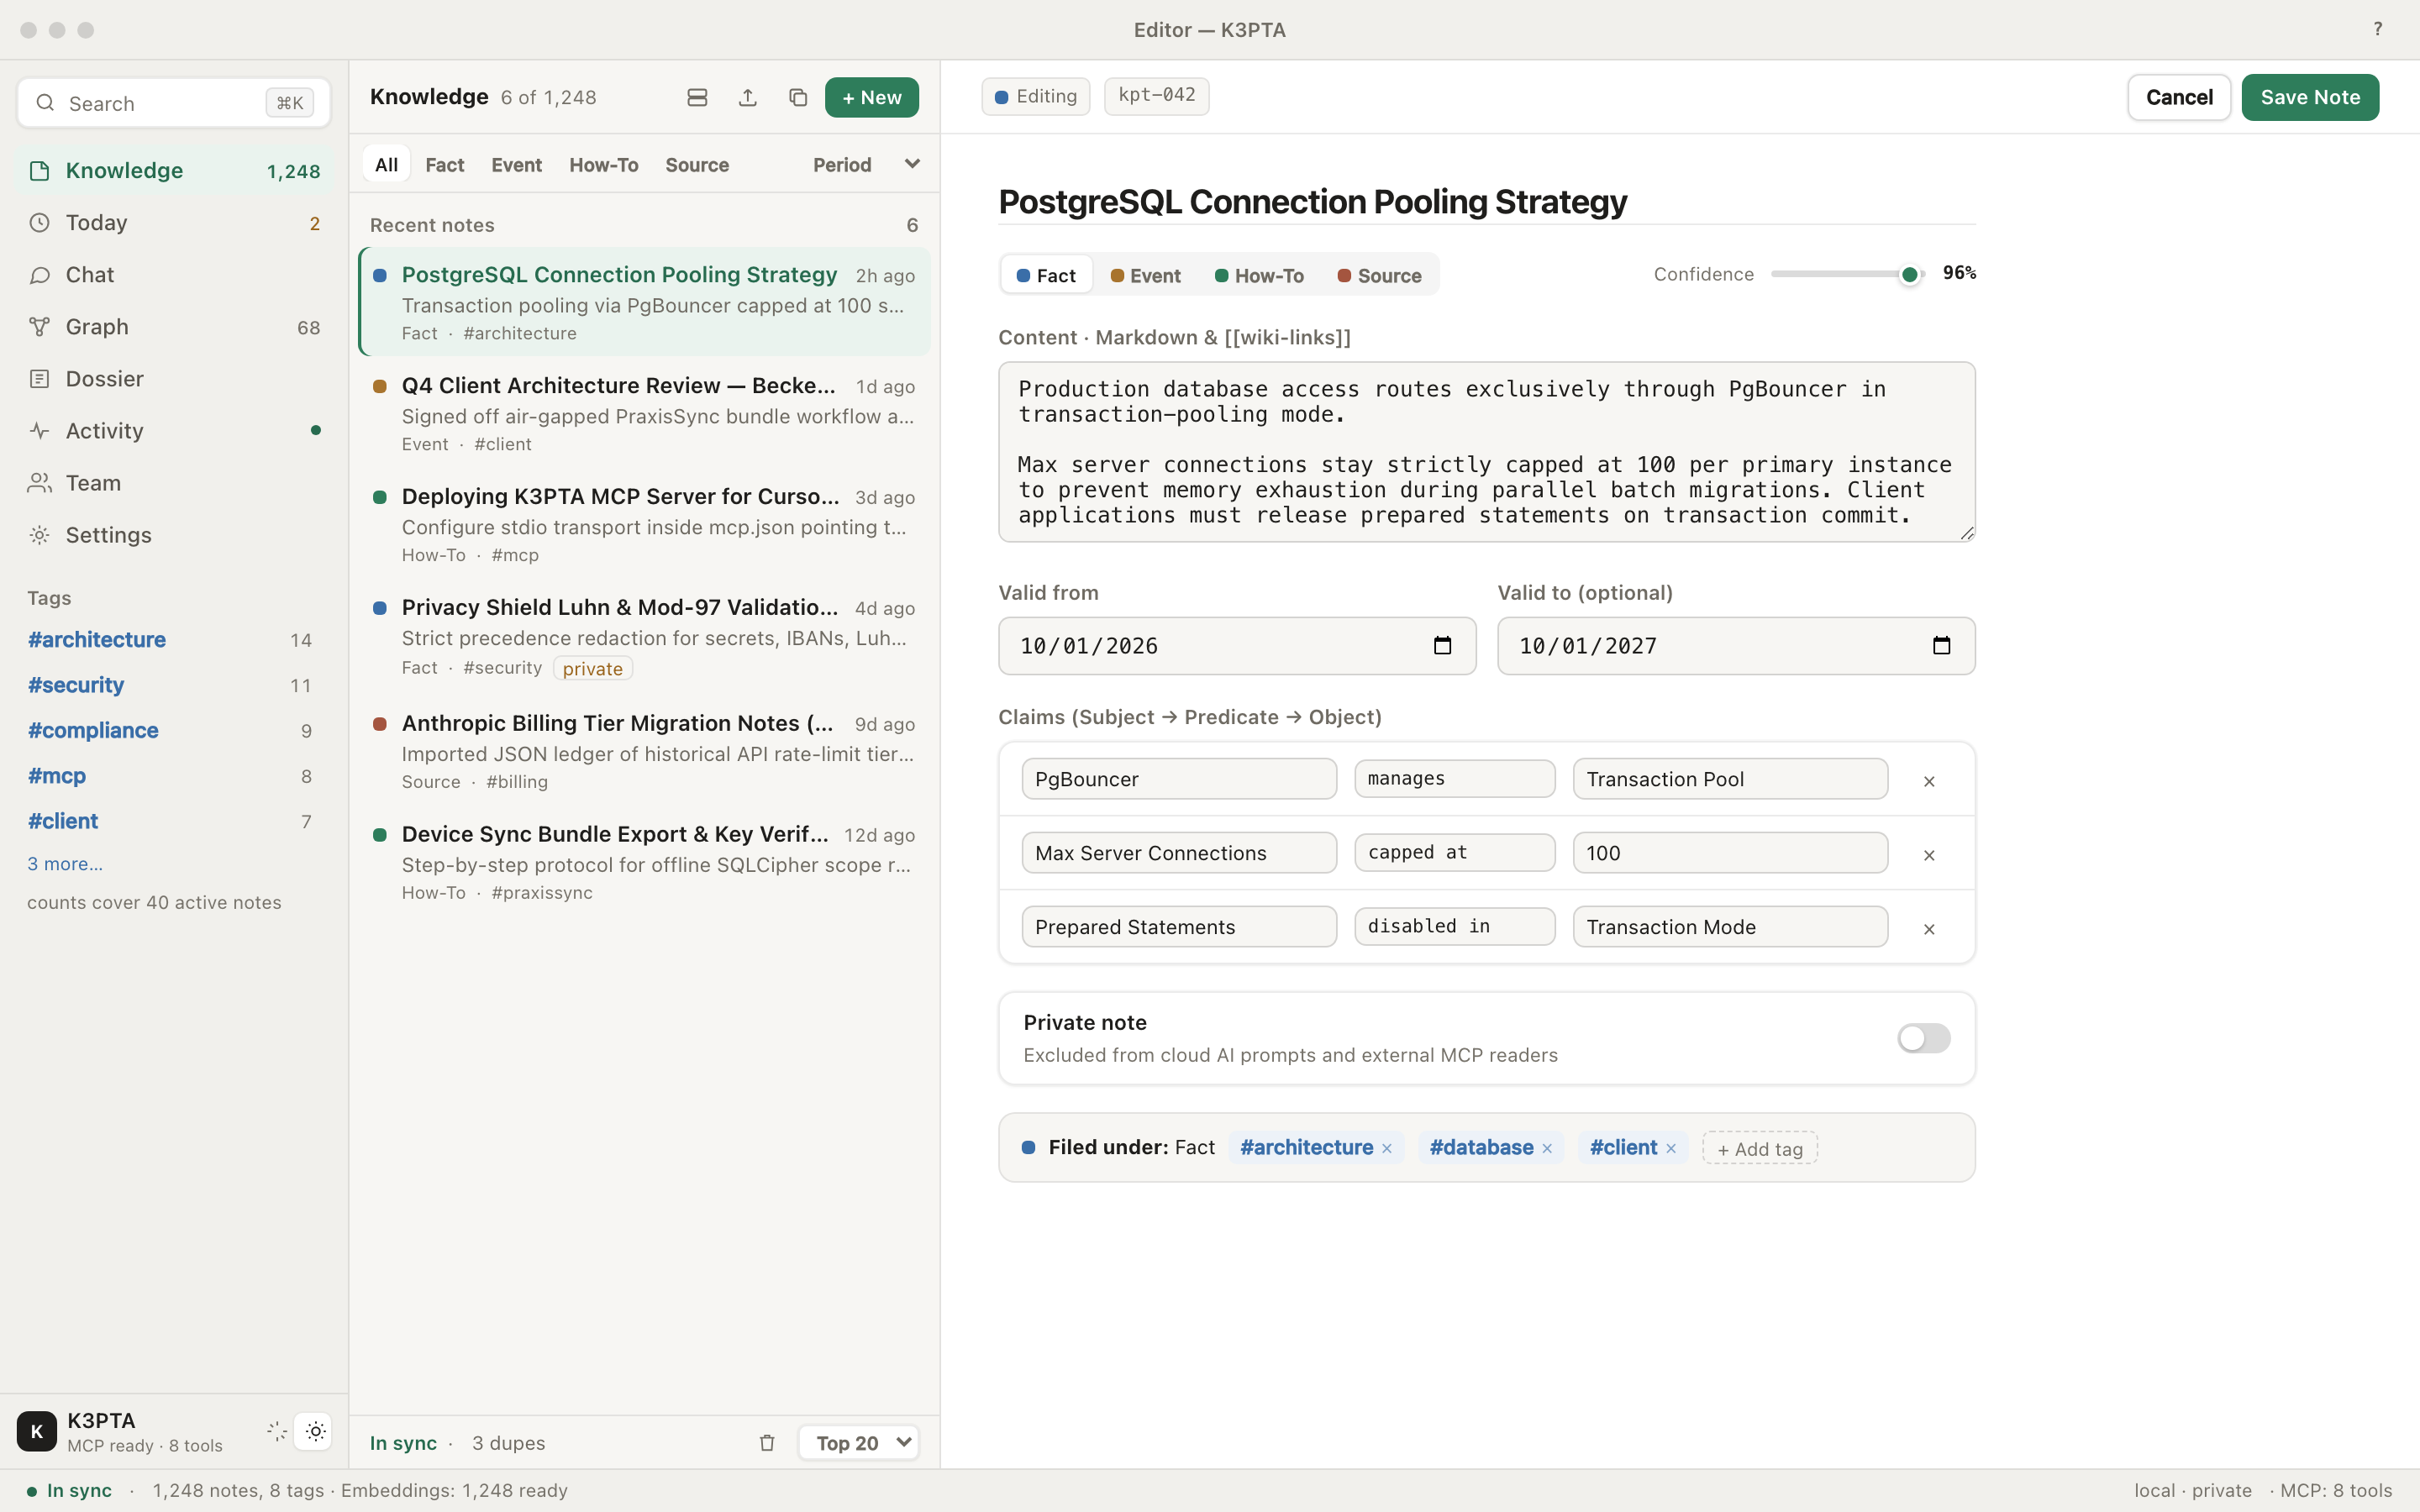 Editor — K3PTA
?
Search ⌘K
Knowledge 1,248
Today 2
Chat
Graph 68
Dossier
Activity
Team
Settings
Tags
#architecture 14
#security 11
#compliance 9
#mcp 8
#client 7
3 more...
counts cover 40 active notes
K
K3PTA
MCP ready · 8 tools
Knowledge 6 of 1,248
+ New
All Fact Event How-To Source Period
Recent notes 6
PostgreSQL Connection Pooling Strategy 2h ago
Transaction pooling via PgBouncer capped at 100 s...
Fact · #architecture
Q4 Client Architecture Review — Becke... 1d ago
Signed off air-gapped PraxisSync bundle workflow a...
Event · #client
Deploying K3PTA MCP Server for Curso... 3d ago
Configure stdio transport inside mcp.json pointing t...
How-To · #mcp
Privacy Shield Luhn & Mod-97 Validatio... 4d ago
Strict precedence redaction for secrets, IBANs, Luh...
Fact · #security private
Anthropic Billing Tier Migration Notes (... 9d ago
Imported JSON ledger of historical API rate-limit tier...
Source · #billing
Device Sync Bundle Export & Key Verif... 12d ago
Step-by-step protocol for offline SQLCipher scope r...
How-To · #praxissync
In sync · 3 dupes
Top 20
Editing kpt-042
Cancel Save Note
PostgreSQL Connection Pooling Strategy
Fact Event How-To Source
Confidence 96%
Content · Markdown & [[wiki-links]]
Production database access routes exclusively through PgBouncer in
transaction-pooling mode.
Max server connections stay strictly capped at 100 per primary instance
to prevent memory exhaustion during parallel batch migrations. Client
applications must release prepared statements on transaction commit.
Valid from Valid to (optional)
10/01/2026 10/01/2027
Claims (Subject → Predicate → Object)
PgBouncer manages Transaction Pool ×
Max Server Connections capped at 100 ×
Prepared Statements disabled in Transaction Mode ×
Private note
Excluded from cloud AI prompts and external MCP readers
Filed under: Fact #architecture × #database × #client × + Add tag
In sync · 1,248 notes, 8 tags · Embeddings: 1,248 ready
local · private · MCP: 8 tools